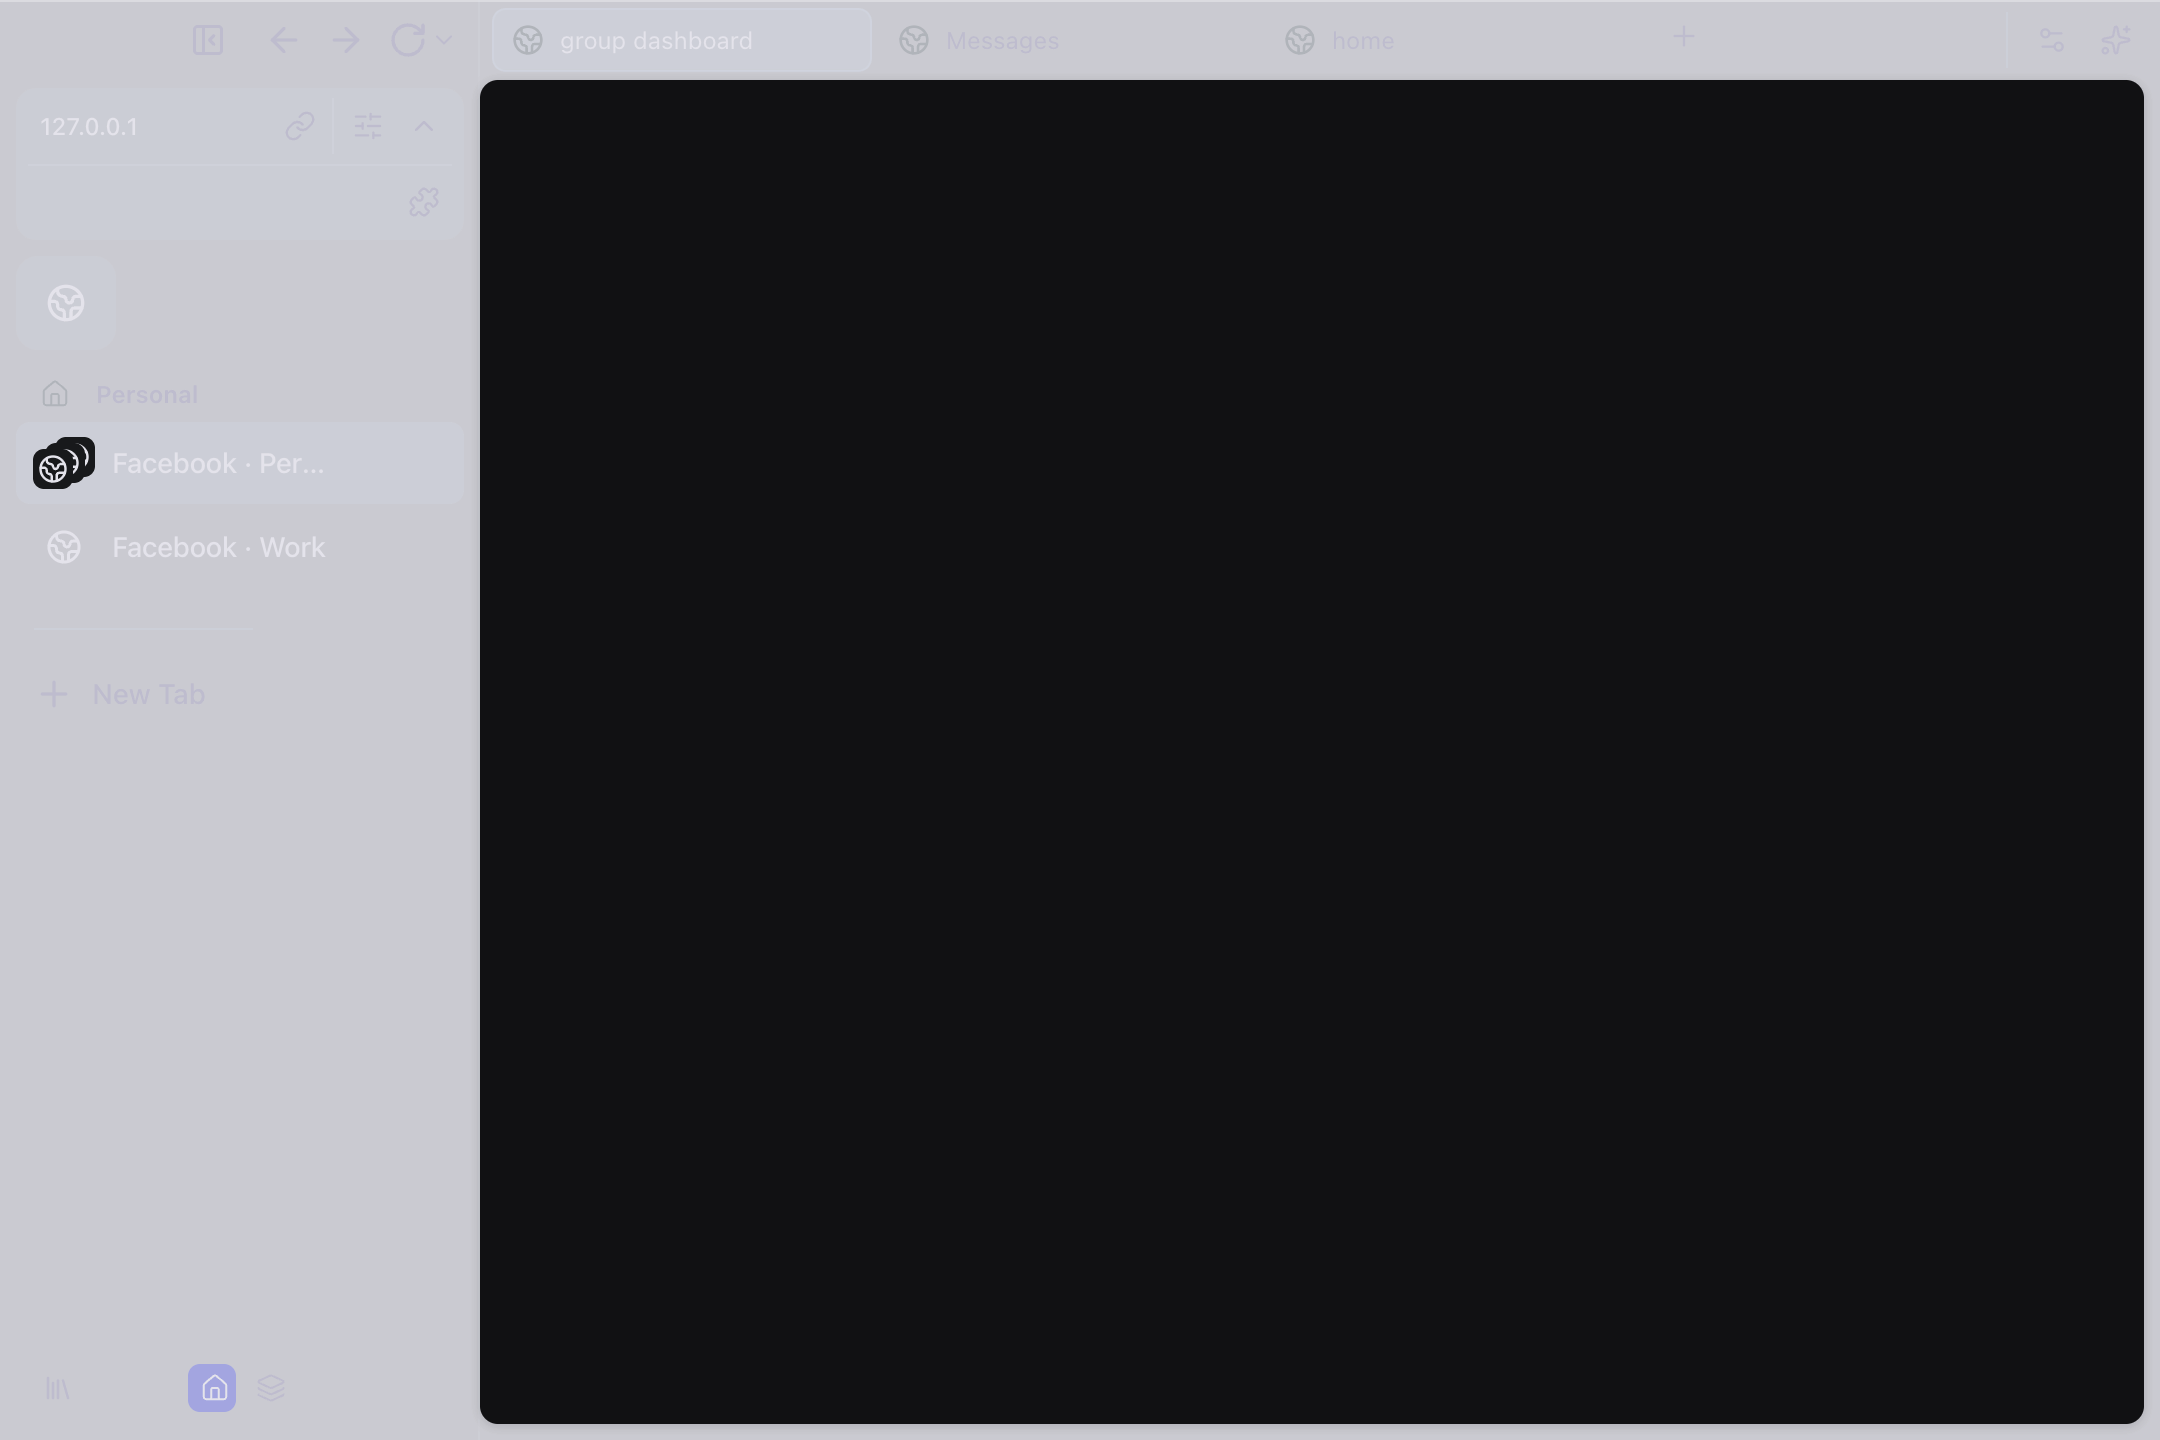 group dashboard
Messages
home
127.0.0.1
Personal
Facebook · Per...
Facebook · Work
New Tab